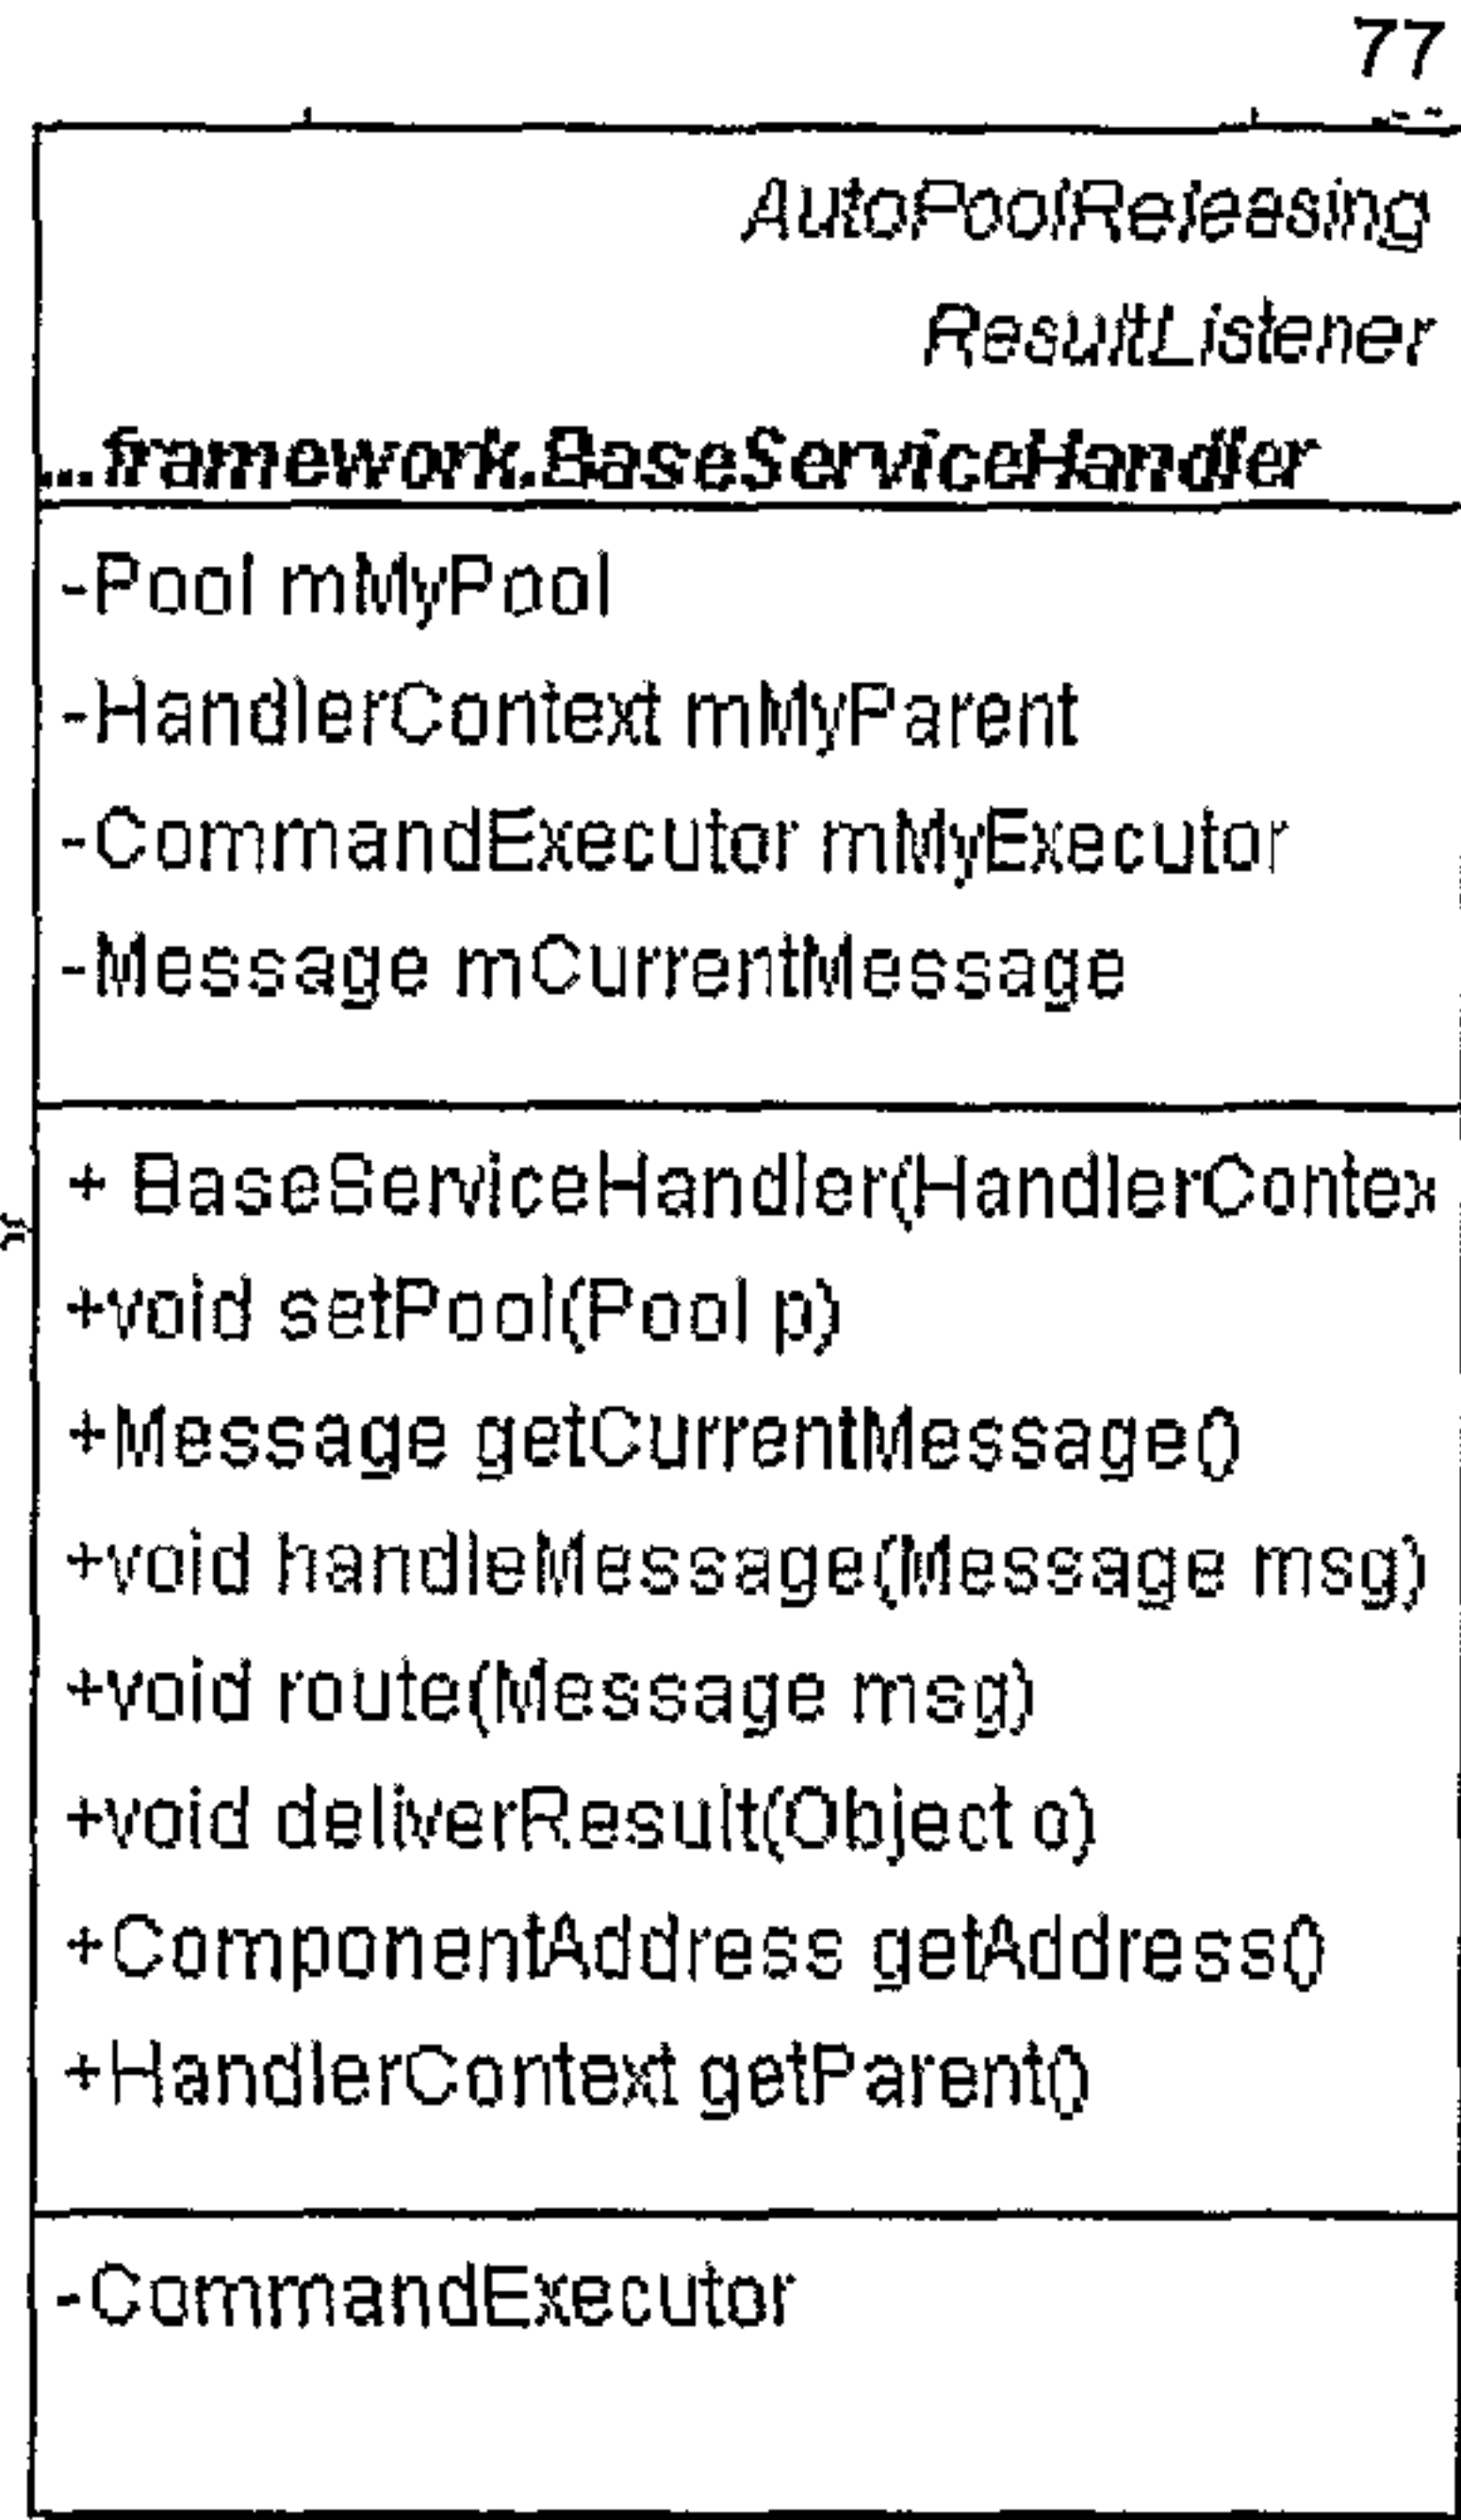 77
AutoPoolReleasing
ResultListener
...framework.BaseServiceHandler
-Pool mMyPool
-HandlerContext mMyParent
-CommandExecutor mMyExecutor
-Message mCurrentMessage
+ BaseServiceHandler(HandlerContex
+void setPool(Pool p)
+Message getCurrentMessage()
+void handleMessage(Message msg)
+void route(Message msg)
+void deliverResult(Object o)
+ComponentAddress getAddress()
+HandlerContext getParent()
-CommandExecutor